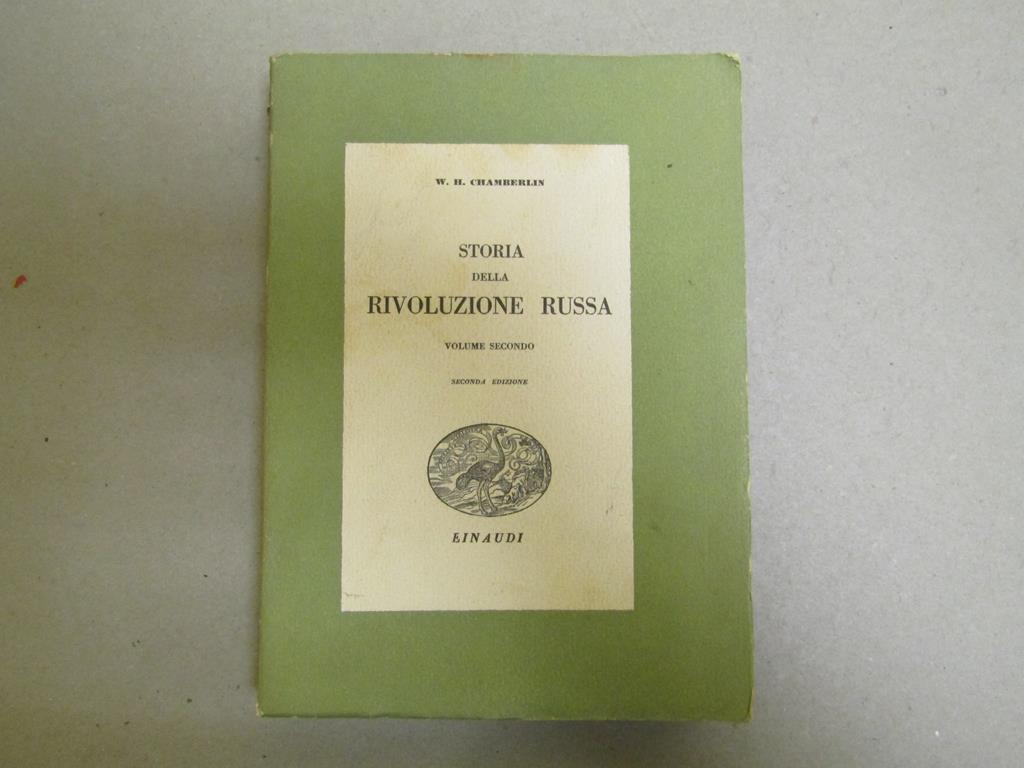 W. H. CHAMBERLIN
STORIA
DELLA
RIVOLUZIONE RUSSA
VOLUME SECONDO
SECONDA EDIZIONE
EINAUDI